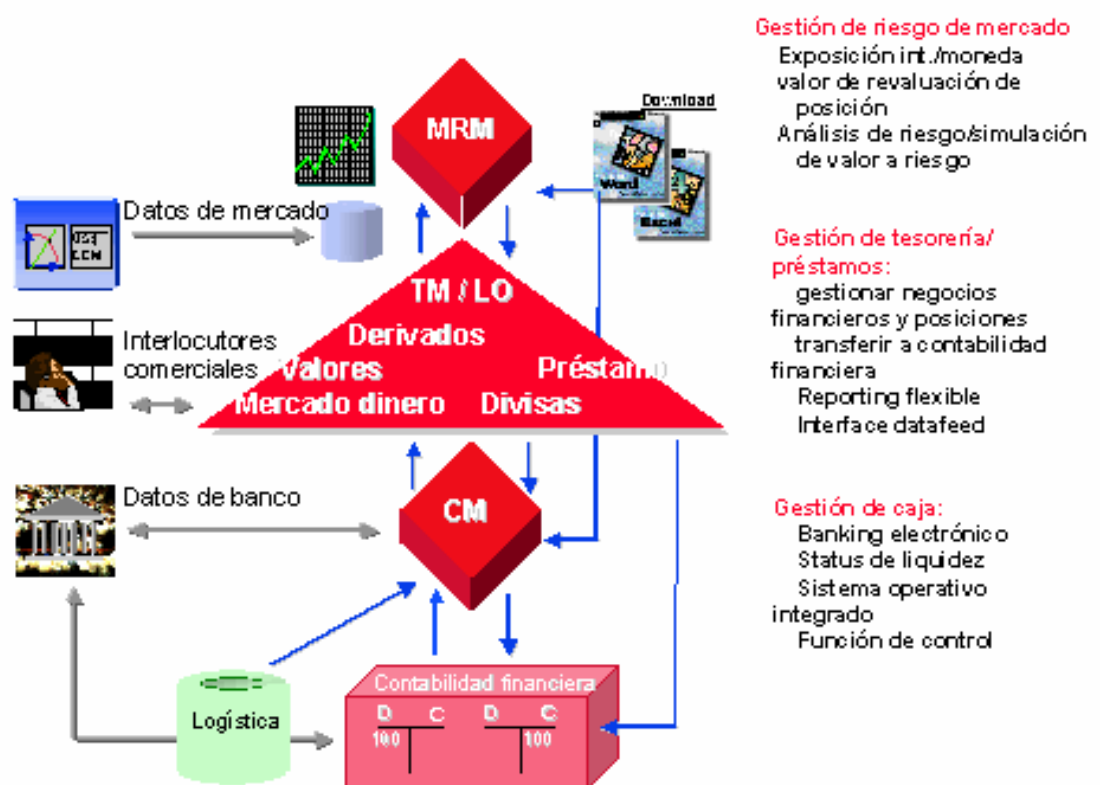 Gestión de riesgo de mercado
Exposición int./moneda
valor de revaluación de
posición
Análisis de riesgo/simulación
de valor a riesgo
Download
MRM
Word
Excel
Datos de mercado
TM / LO
Derivados
Valores
Préstamo
Mercado dinero
Divisas
Interlocutores
comerciales
Gestión de tesorería/
préstamos:
gestionar negocios
financieros y posiciones
transferir a contabilidad
financiera
Reporting flexible
Interface datafeed
Datos de banco
CM
Gestión de caja:
Banking electrónico
Status de liquidez
Sistema operativo
integrado
Función de control
Logística
Contabilidad financiera
D C D C
100 100